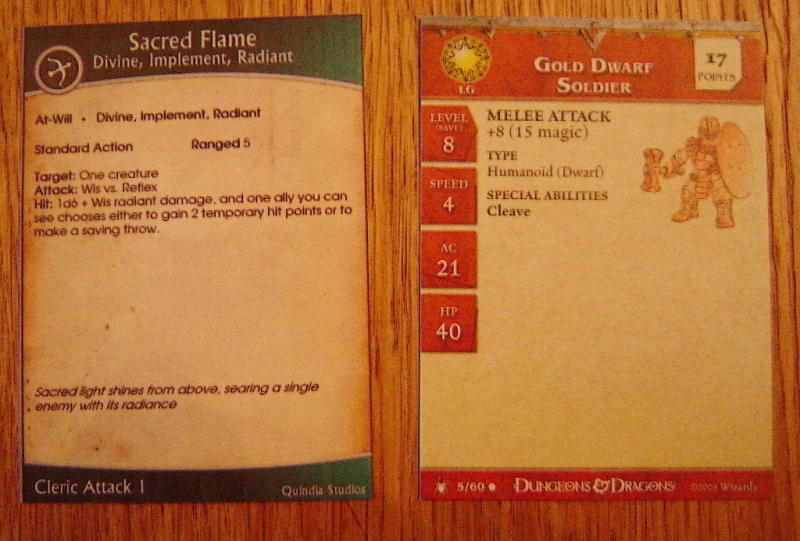 Sacred Flame
Divine, Implement, Radiant
At-Will • Divine, Implement, Radiant
Standard Action Ranged 5
Target: One creature
Attack: Wis vs. Reflex
Hit: 1d6 + Wis radiant damage, and one ally you can
see chooses either to gain 2 temporary hit points or to
make a saving throw.
Sacred light shines from above, searing a single
enemy with its radiance
Cleric Attack 1
Quindia Studios
LG
GOLD DWARF
SOLDIER
17
POINTS
LEVEL
(SAVE)
8
SPEED
4
AC
21
HP
40
MELEE ATTACK
+8 (15 magic)
TYPE
Humanoid (Dwarf)
SPECIAL ABILITIES
Cleave
5/60 ● DUNGEONS & DRAGONS ©2005 Wizards